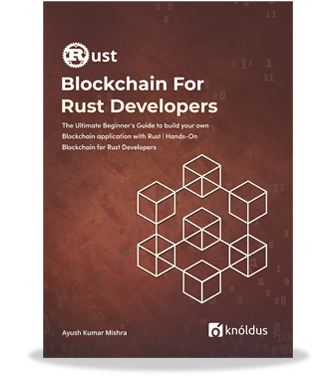 Rust
Blockchain For
Rust Developers
The Ultimate Beginner's Guide to build your own
Blockchain application with Rust | Hands-On
Blockchain for Rust Developers
Ayush Kumar Mishra
knóldus